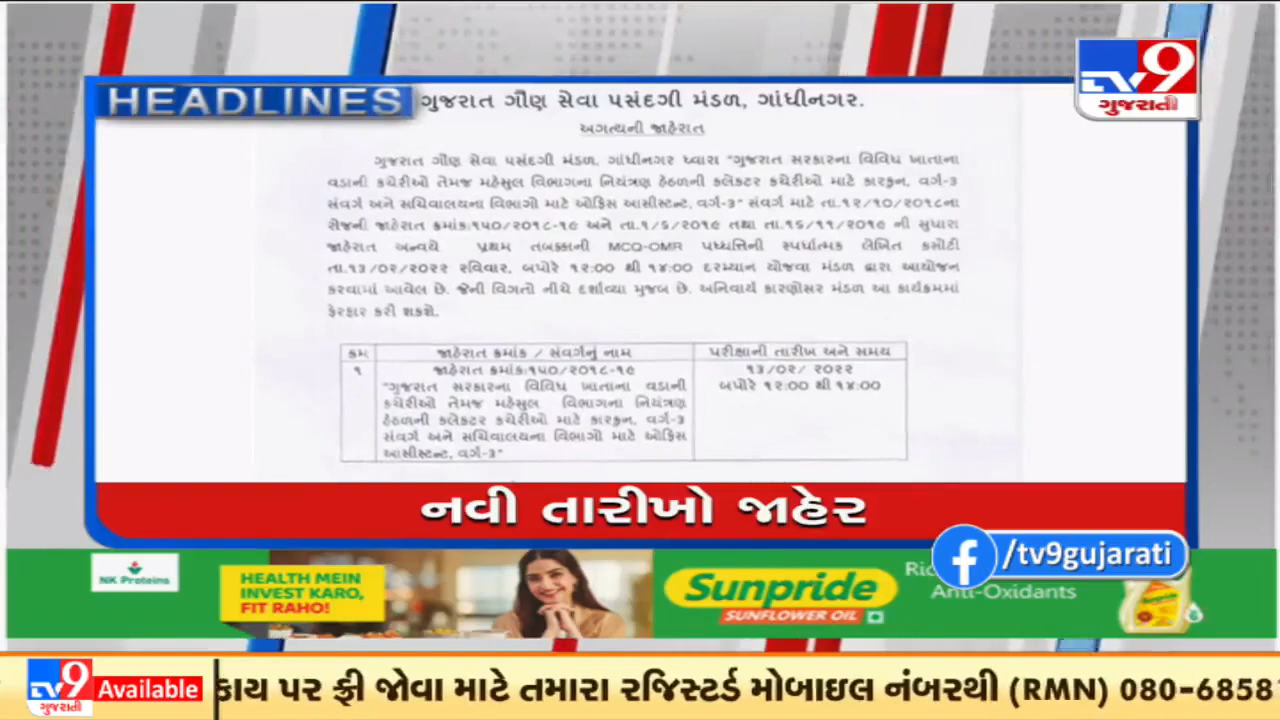 HEADLINES
TV9
ગુજરાતી
ગુજરાત ગૌણ સેવા પસંદગી મંડળ, ગાંધીનગર.
અગત્યની જાહેરાત
ગુજરાત ગૌણ સેવા પસંદગી મંડળ, ગાંધીનગર ધ્વારા "ગુજરાત સરકારના વિવિધ ખાતાના
વડાની કચેરીઓ તેમજ મહેસુલ વિભાગના નિયંત્રણ હેઠળની કલેક્ટર કચેરીઓ માટે કારકુન, વર્ગ-૩
સંવર્ગ અને સચિવાલયના વિભાગો માટે ઓફિસ આસીસ્ટન્ટ, વર્ગ-૩" સંવર્ગ માટે તા.૧૨/૧૦/૨૦૧૮ના
રોજની જાહેરાત ક્રમાંક:૧૫૦/૨૦૧૮-૧૯ અને તા.૧/૬/૨૦૧૯ તથા તા.૧૬/૧૧/૨૦૧૯ ની સુધારા
જાહેરાત અન્વયે પ્રથમ તબક્કાની MCQ-OMR પધ્ધતિની સ્પર્ધાત્મક લેખિત કસોટી
તા.૧૩/૦૨/૨૦૨૨ રવિવાર, બપોરે ૧૨:૦૦ થી ૧૪:૦૦ દરમ્યાન યોજવા મંડળ દ્વારા આયોજન
કરવામાં આવેલ છે. જેની વિગતો નીચે દર્શાવ્યા મુજબ છે. અનિવાર્ય કારણોસર મંડળ આ કાર્યક્રમમાં
ફેરફાર કરી શકશે.
ક્રમ જાહેરાત ક્રમાંક / સંવર્ગનું નામ પરીક્ષાની તારીખ અને સમય
૧ જાહેરાત ક્રમાંક:૧૫૦/૨૦૧૮-૧૯ ૧૩/૦૨/ ૨૦૨૨
"ગુજરાત સરકારના વિવિધ ખાતાના વડાની બપોરે ૧૨:૦૦ થી ૧૪:૦૦
કચેરીઓ તેમજ મહેસુલ વિભાગના નિયંત્રણ
હેઠળની કલેક્ટર કચેરીઓ માટે કારકુન, વર્ગ-૩
સંવર્ગ અને સચિવાલયના વિભાગો માટે ઓફિસ
આસીસ્ટન્ટ, વર્ગ-૩"
નવી તારીખો જાહેર
/tv9gujarati
NK Proteins
HEALTH MEIN
INVEST KARO,
FIT RAHO!
Sunpride
SUNFLOWER OIL
Anti-Oxidants
TV9
ગુજરાતી
Available
કાય પર ફ્રી જોવા માટે તમારા રજિસ્ટર્ડ મોબાઇલ નંબરથી (RMN) 080-6858